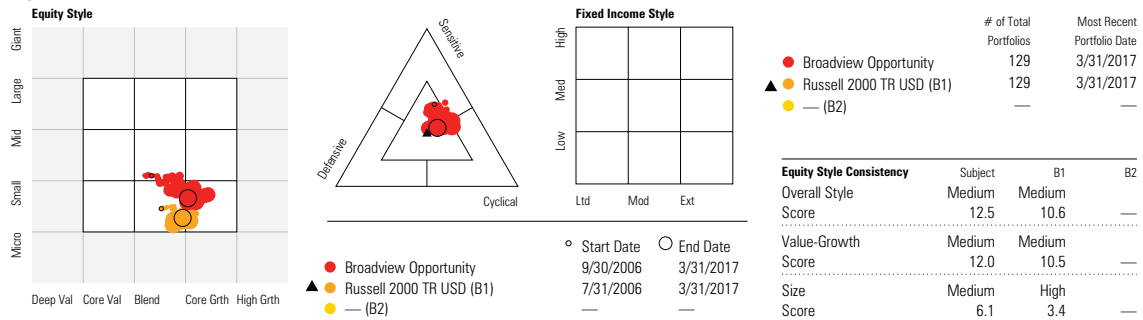 Equity Style
Giant
Large
Mid
Small
Micro
Deep Val Core Val Blend Core Grth High Grth
Sensitive
Defensive
Cyclical
Fixed Income Style
High
Med
Low
Ltd Mod Ext
Start Date End Date
Broadview Opportunity 9/30/2006 3/31/2017
Russell 2000 TR USD (B1) 7/31/2006 3/31/2017
— (B2) — —
# of Total Most Recent
Portfolios Portfolio Date
Broadview Opportunity 129 3/31/2017
Russell 2000 TR USD (B1) 129 3/31/2017
— (B2) — —
Equity Style Consistency Subject B1 B2
Overall Style Medium Medium
Score 12.5 10.6 —
Value-Growth Medium Medium
Score 12.0 10.5 —
Size Medium High
Score 6.1 3.4 —